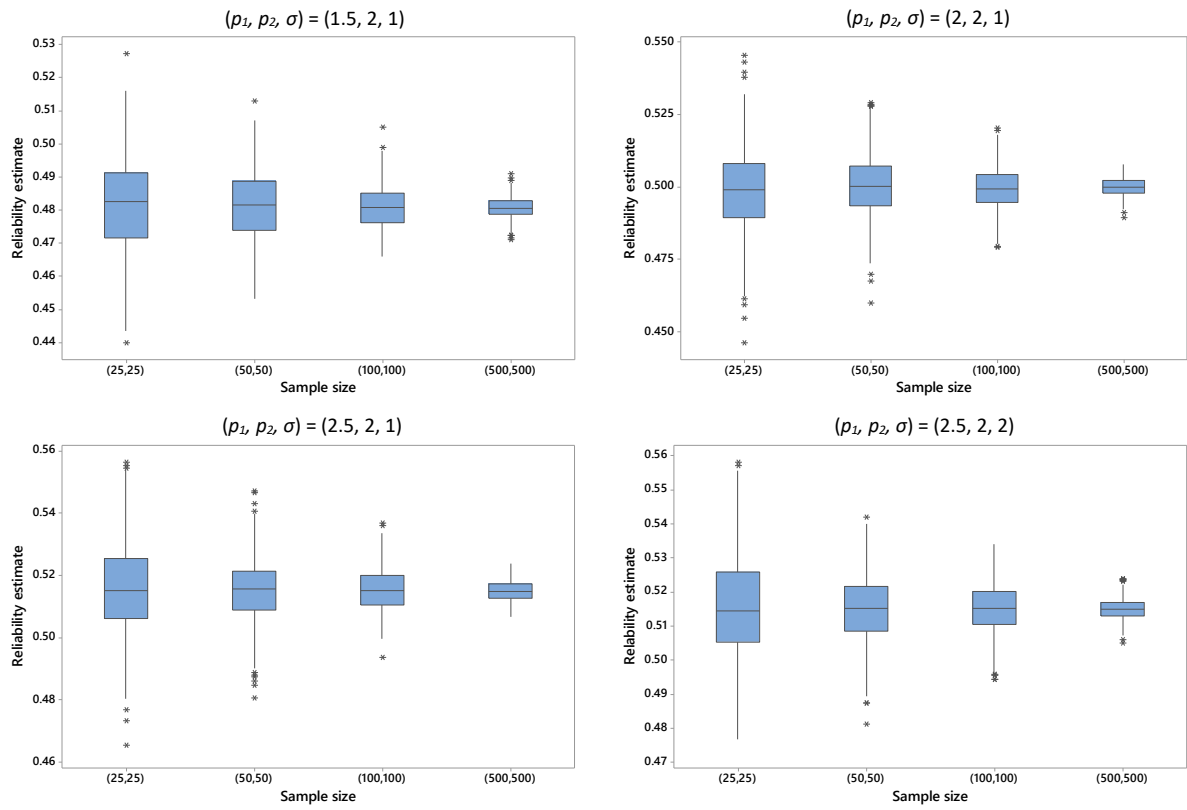 (p₁, p₂, σ) = (1.5, 2, 1)
0.53
0.52
0.51
0.50
0.49
0.48
0.47
0.46
0.45
0.44
Reliability estimate
(25,25) (50,50) (100,100) (500,500)
Sample size
(p₁, p₂, σ) = (2, 2, 1)
0.550
0.525
0.500
0.475
0.450
Reliability estimate
(25,25) (50,50) (100,100) (500,500)
Sample size
(p₁, p₂, σ) = (2.5, 2, 1)
0.56
0.54
0.52
0.50
0.48
0.46
Reliability estimate
(25,25) (50,50) (100,100) (500,500)
Sample size
(p₁, p₂, σ) = (2.5, 2, 2)
0.56
0.55
0.54
0.53
0.52
0.51
0.50
0.49
0.48
0.47
Relability estimate
(25,25) (50,50) (100,100) (500,500)
Sample size